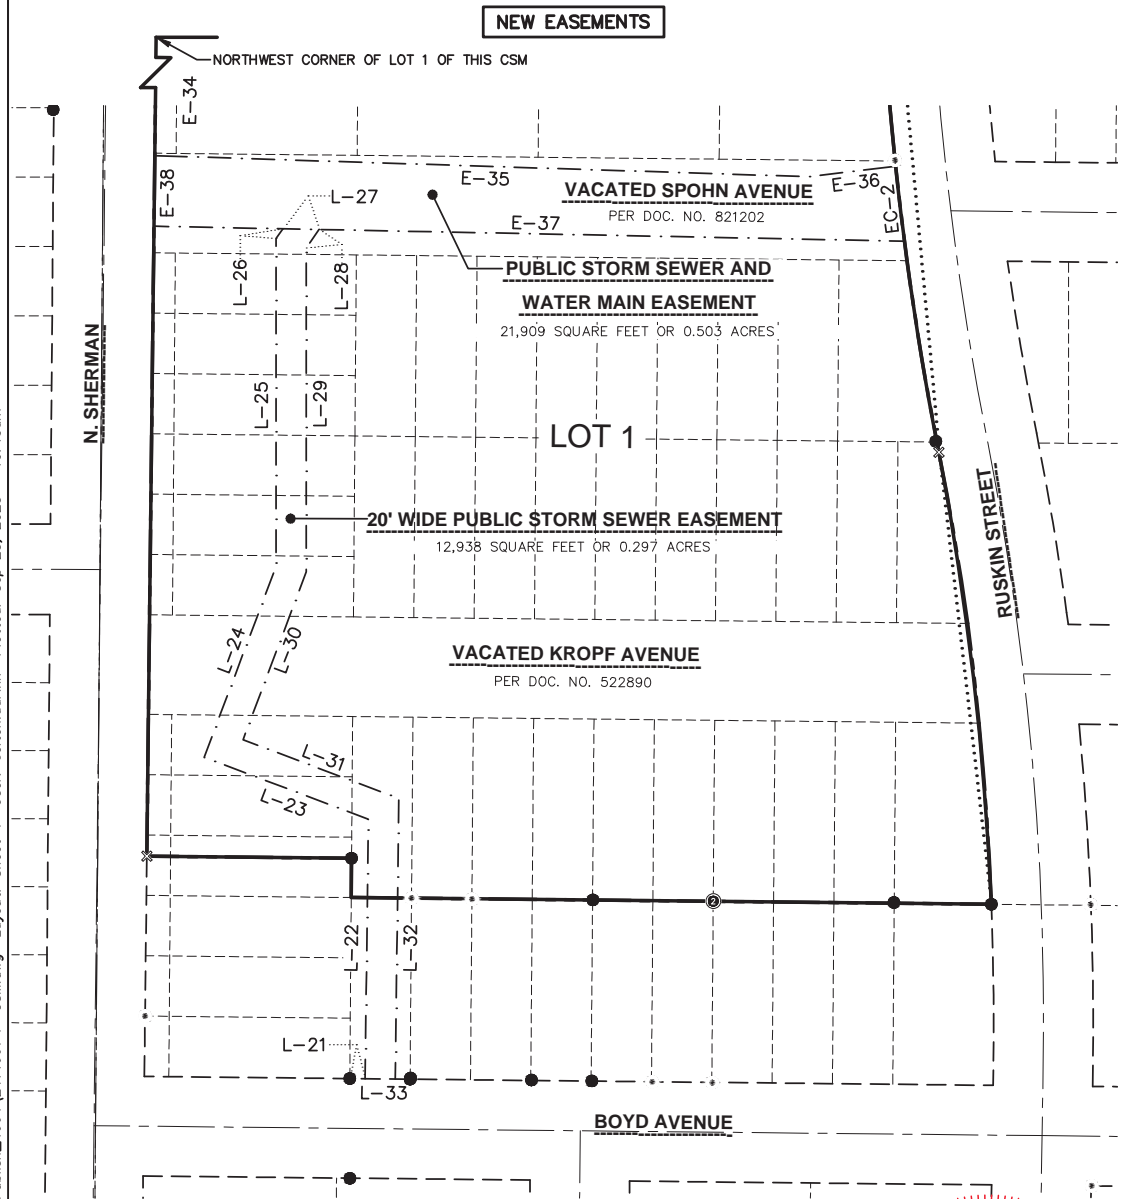 NEW EASEMENTS
NORTHWEST CORNER OF LOT 1 OF THIS CSM
E-34
E-38
E-35
E-36
VACATED SPOHN AVENUE
PER DOC. NO. 821202
EC-2
L-27
E-37
L-26
L-28
PUBLIC STORM SEWER AND
WATER MAIN EASEMENT
21,909 SQUARE FEET OR 0.503 ACRES
N. SHERMAN
L-25
L-29
LOT 1
RUSKIN STREET
20' WIDE PUBLIC STORM SEWER EASEMENT
12,938 SQUARE FEET OR 0.297 ACRES
L-24
L-30
VACATED KROPF AVENUE
PER DOC. NO. 522890
L-31
L-23
2
L-22
L-32
L-21
L-33
BOYD AVENUE